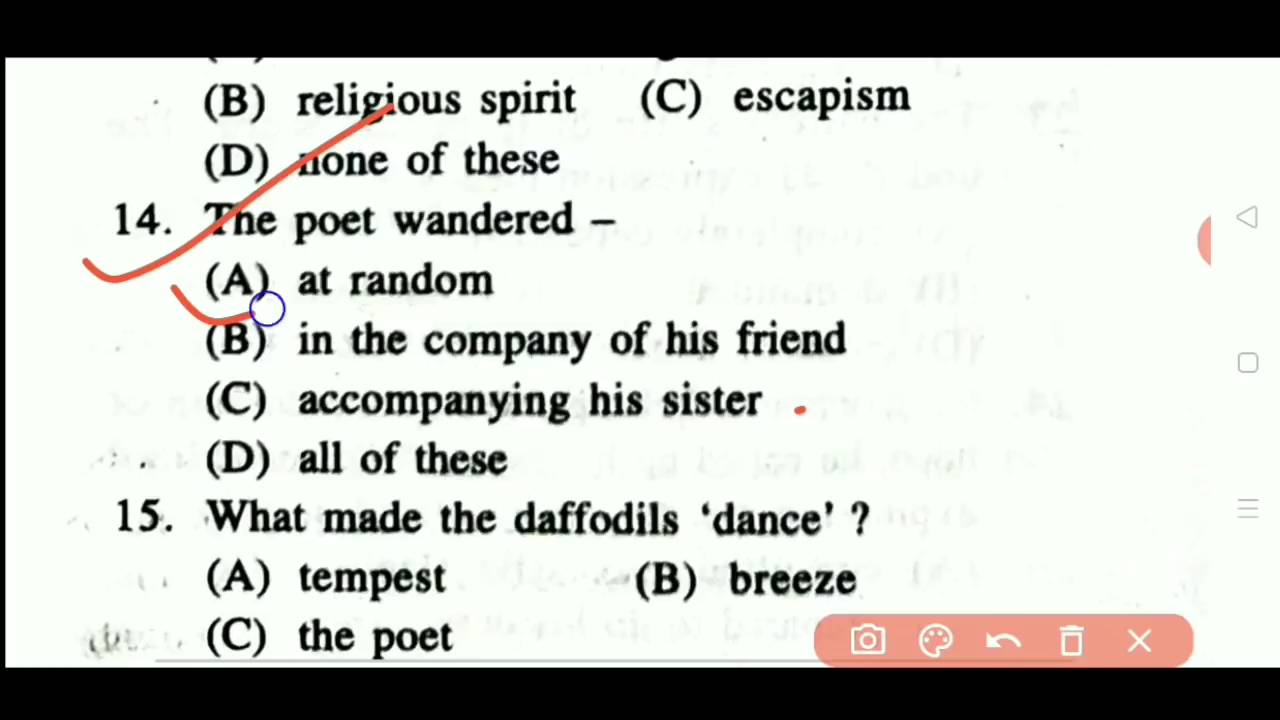 (B) religious spirit (C) escapism
(D) none of these
14. The poet wandered –
(A) at random
(B) in the company of his friend
(C) accompanying his sister
(D) all of these
15. What made the daffodils ‘dance’ ?
(A) tempest (B) breeze
(C) the poet